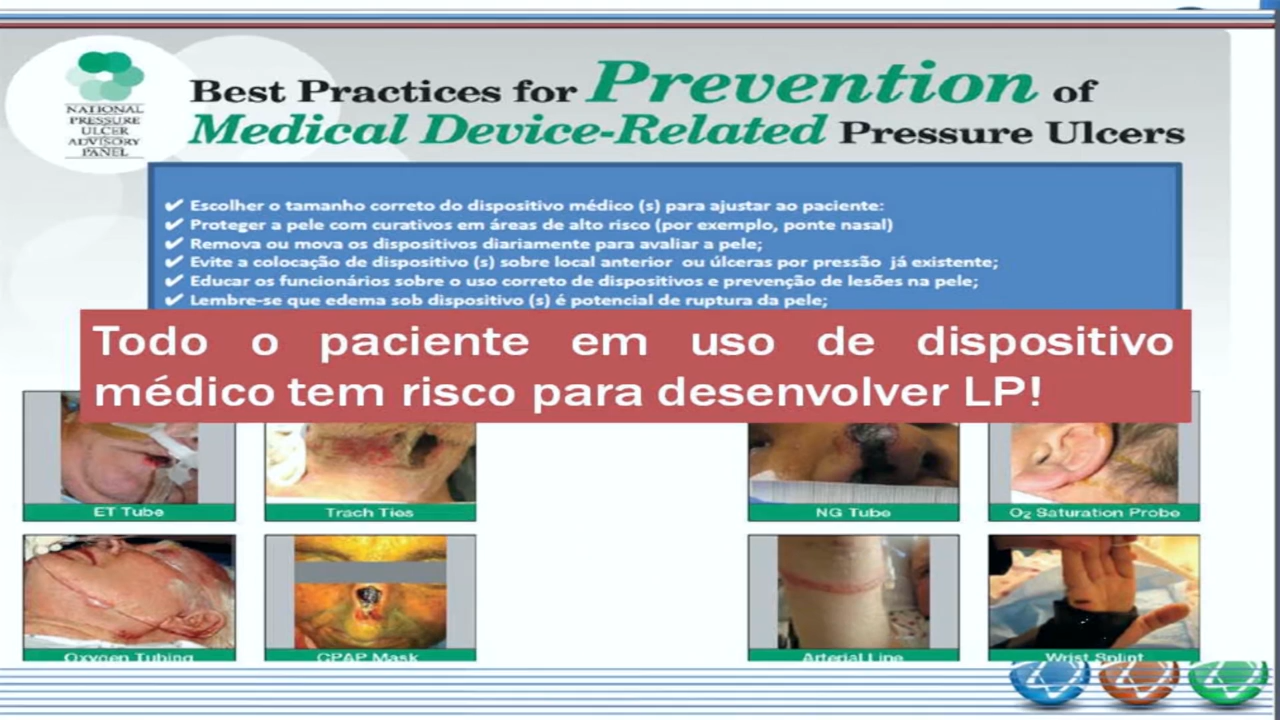 NATIONAL
PRESSURE
ULCER
ADVISORY
PANEL
Best Practices for Prevention of
Medical Device-Related Pressure Ulcers
✔ Escolher o tamanho correto do dispositivo médico (s) para ajustar ao paciente:
✔ Proteger a pele com curativos em áreas de alto risco (por exemplo, ponte nasal)
✔ Remova ou mova os dispositivos diariamente para avaliar a pele;
✔ Evite a colocação de dispositivo (s) sobre local anterior ou úlceras por pressão já existente;
✔ Educar os funcionários sobre o uso correto de dispositivos e prevenção de lesões na pele;
✔ Lembre-se que edema sob dispositivo (s) é potencial de ruptura da pele;
Todo o paciente em uso de dispositivo
médico tem risco para desenvolver LP!
ET Tube
Trach Ties
NG Tube
O₂ Saturation Probe
Oxygen Tubing
CPAP Mask
Arterial Line
Wrist Splint